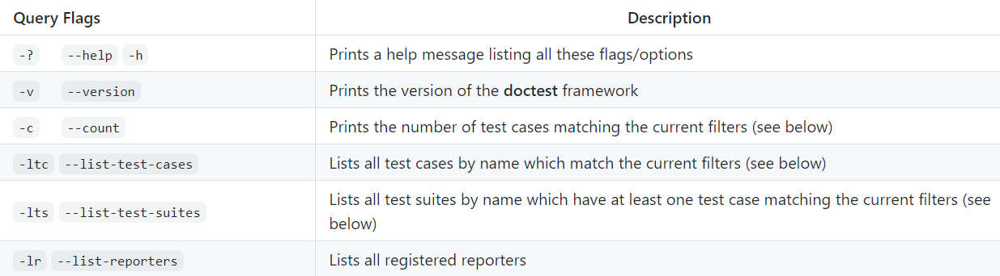 Query Flags Description
-? --help -h Prints a help message listing all these flags/options
-v --version Prints the version of the doctest framework
-c --count Prints the number of test cases matching the current filters (see below)
-ltc --list-test-cases Lists all test cases by name which match the current filters (see below)
-lts --list-test-suites Lists all test suites by name which have at least one test case matching the current filters (see
below)
-lr --list-reporters Lists all registered reporters